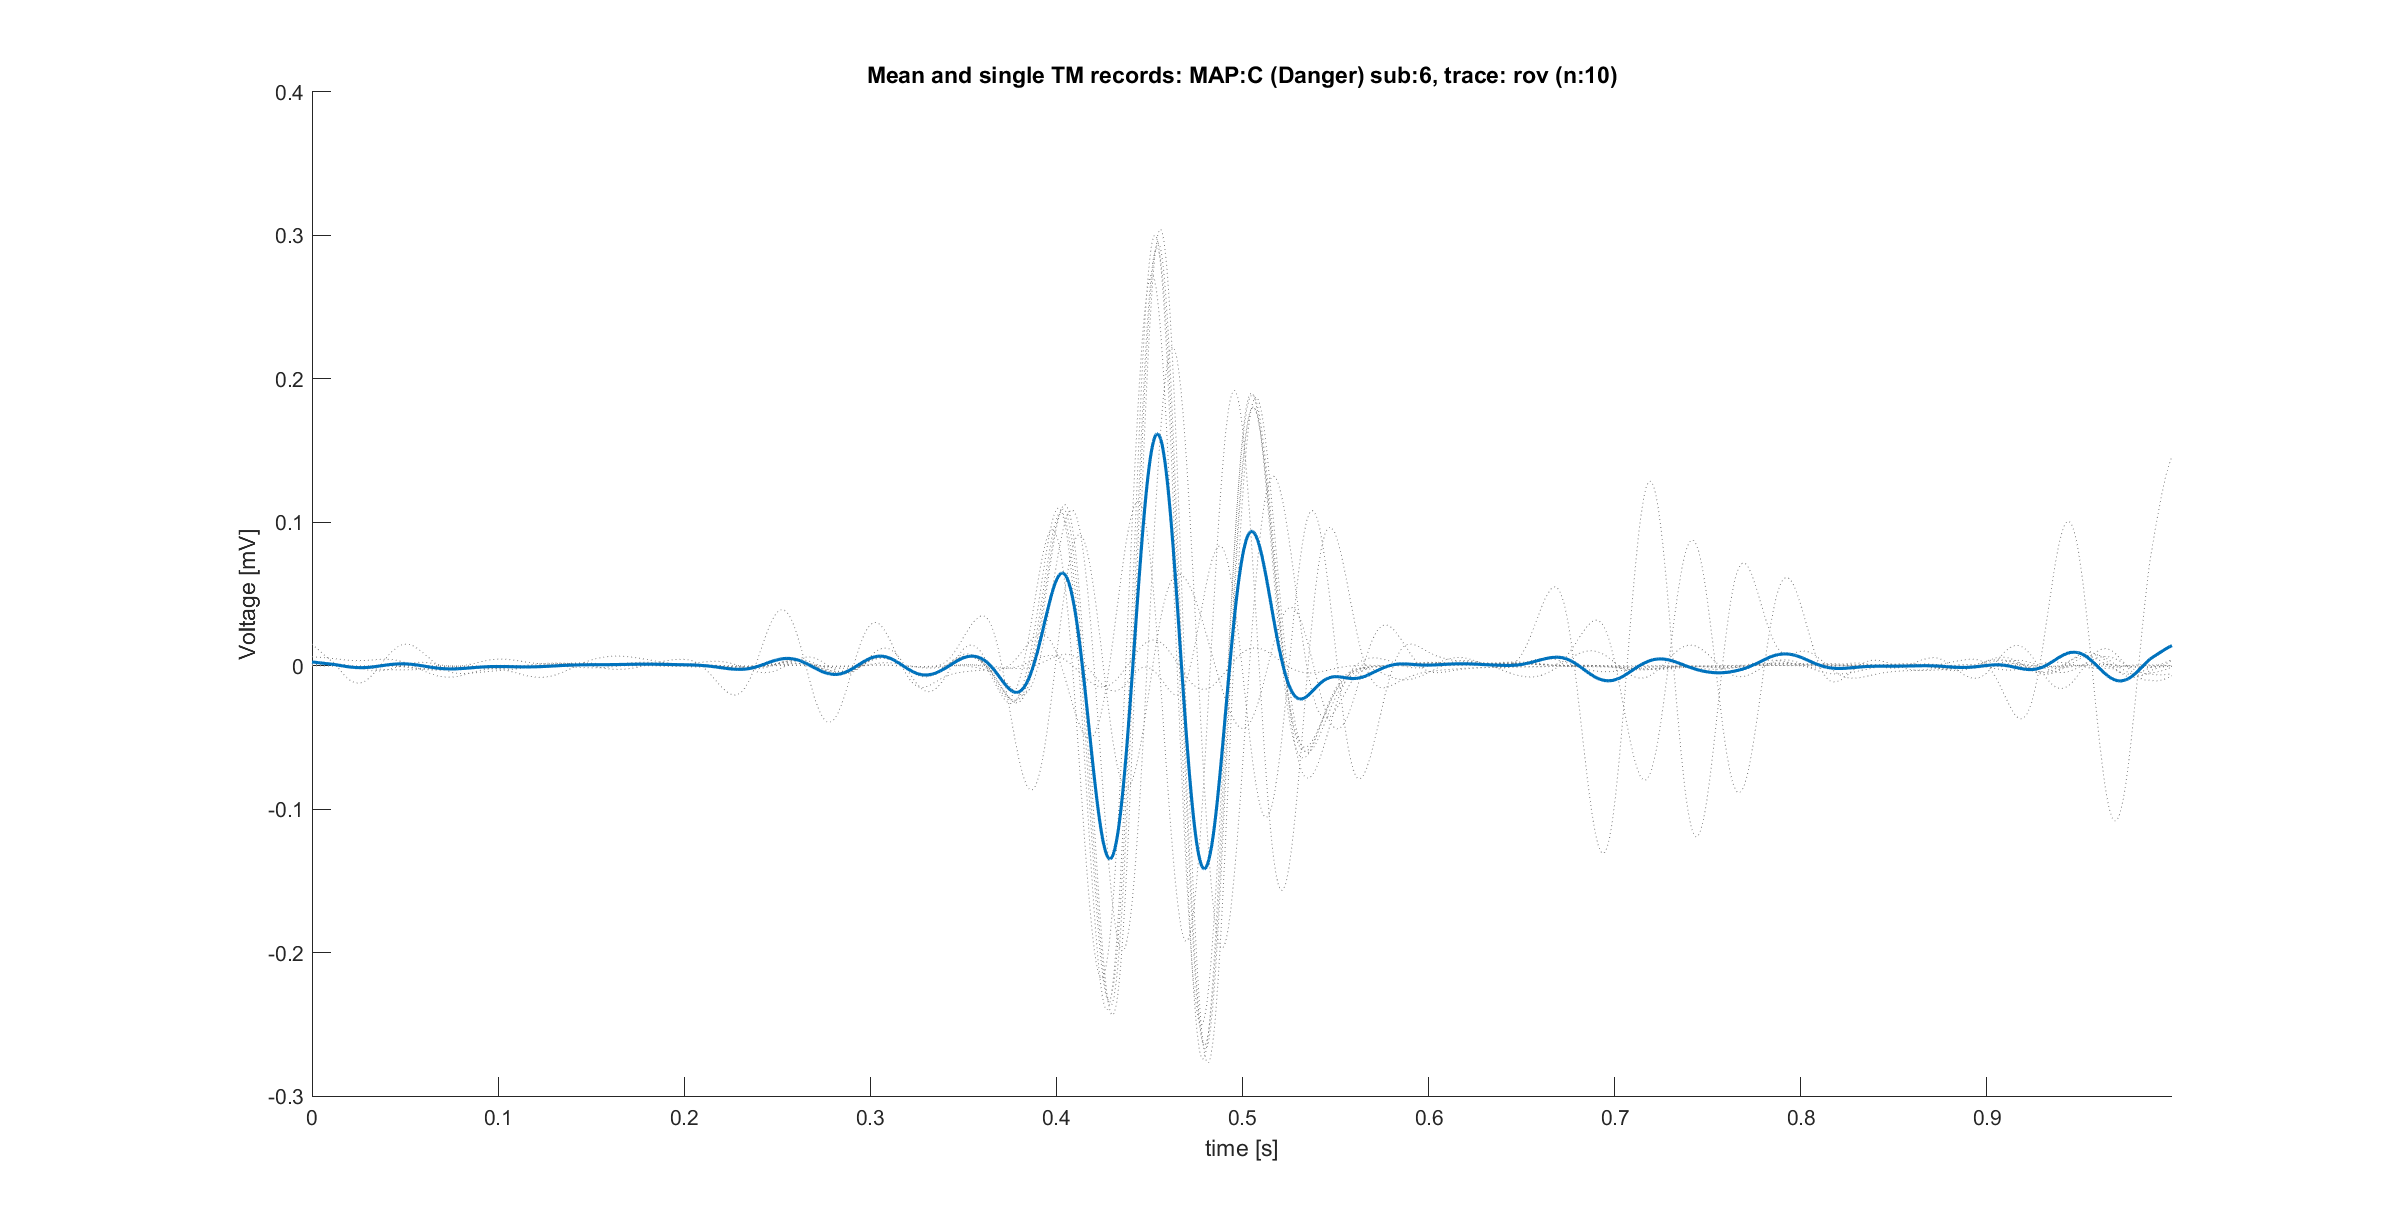 Mean and single TM records: MAP:C (Danger) sub:6, trace: rov (n:10)
0.4
0.3
0.2
0.1
0
-0.1
-0.2
-0.3
Voltage [mV]
0 0.1 0.2 0.3 0.4 0.5 0.6 0.7 0.8 0.9
time [s]